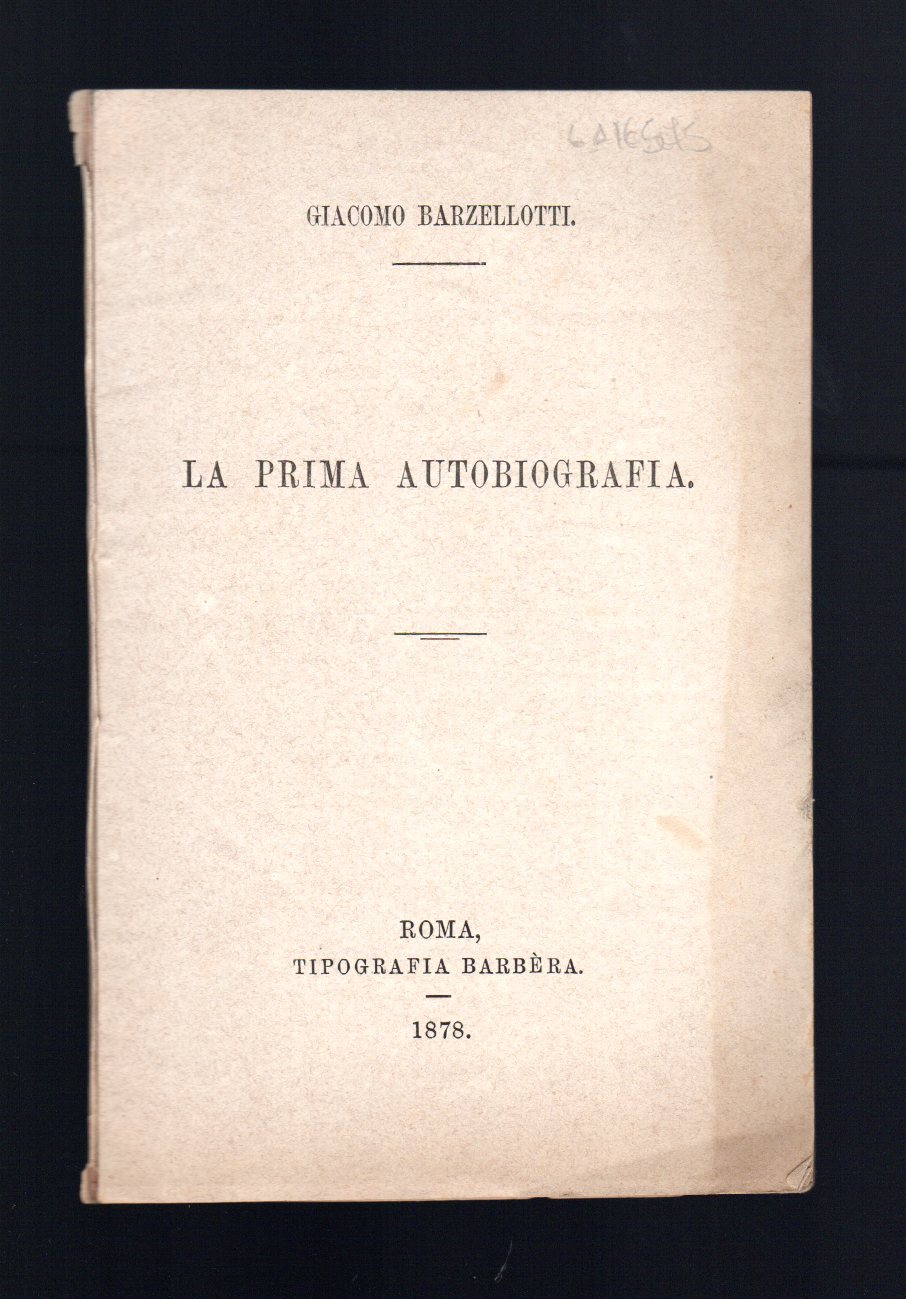 GIACOMO BARZELLOTTI.
LA PRIMA AUTOBIOGRAFIA.
ROMA,
TIPOGRAFIA BARBÈRA.
1878.